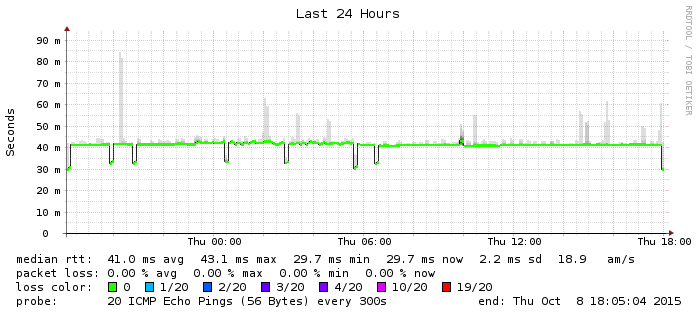 Last 24 Hours
RRDTOOL / TOBI OETIKER
Seconds
90 m
80 m
70 m
60 m
50 m
40 m
30 m
20 m
10 m
0
Thu 00:00 Thu 06:00 Thu 12:00 Thu 18:00
median rtt: 41.0 ms avg 43.1 ms max 29.7 ms min 29.7 ms now 2.2 ms sd 18.9 am/s
packet loss: 0.00 % avg 0.00 % max 0.00 % min 0.00 % now
loss color: 0 1/20 2/20 3/20 4/20 10/20 19/20
probe: 20 ICMP Echo Pings (56 Bytes) every 300s end: Thu Oct 8 18:05:04 2015